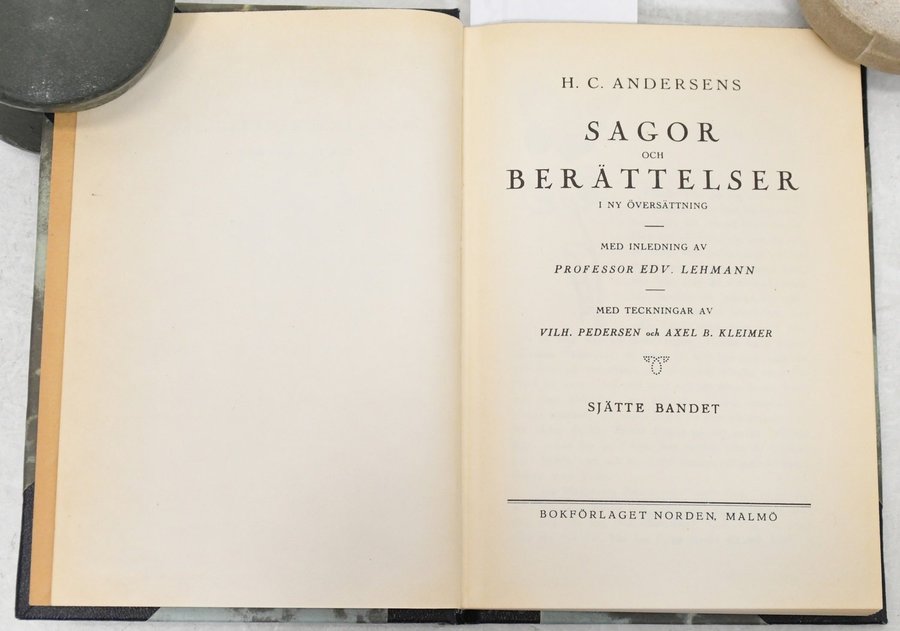 H. C. ANDERSENS
SAGOR
OCH
BERÄTTELSER
I NY ÖVERSÄTTNING
MED INLEDNING AV
PROFESSOR EDV. LEHMANN
MED TECKNINGAR AV
VILH. PEDERSEN och AXEL B. KLEIMER
SJÄTTE BANDET
BOKFÖRLAGET NORDEN, MALMÖ